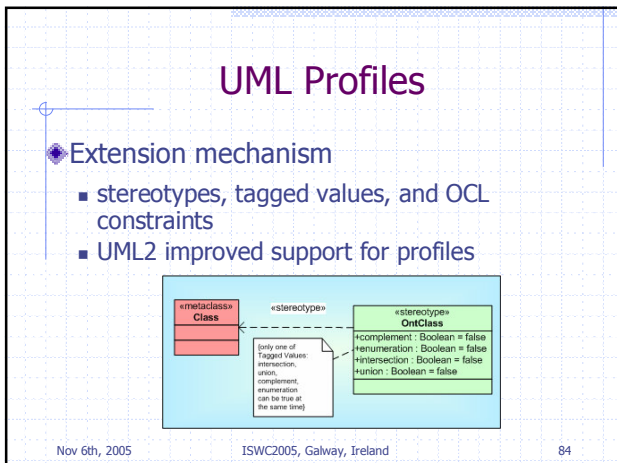 UML Profiles
Extension mechanism
stereotypes, tagged values, and OCL
constraints
UML2 improved support for profiles
«metaclass»
Class
«stereotype»
«stereotype»
OntClass
+complement : Boolean = false
+enumeration : Boolean = false
+intersection : Boolean = false
+union : Boolean = false
{only one of
Tagged Values:
intersection,
union,
complement,
enumeration
can be true at
the same time}
Nov 6th, 2005 ISWC2005, Galway, Ireland 84